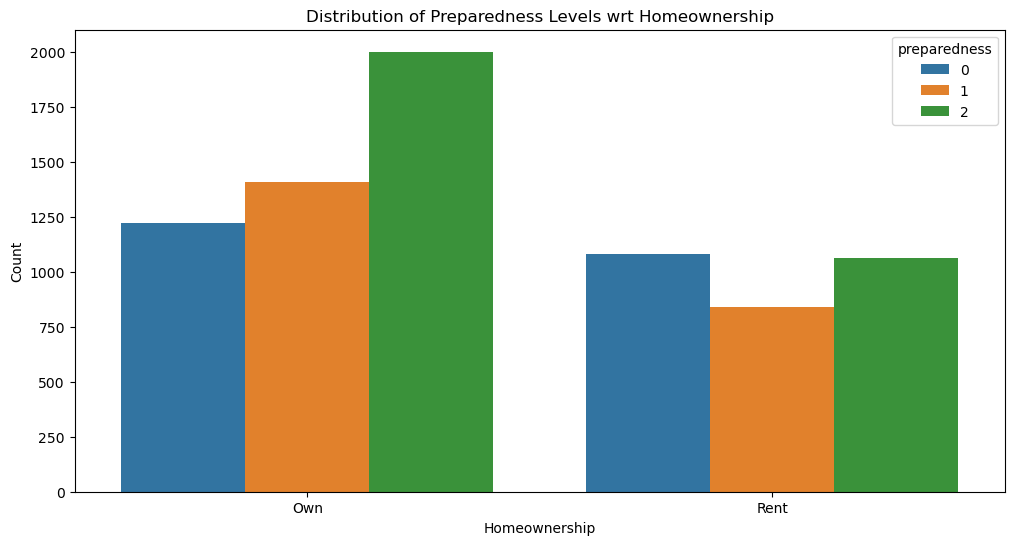 Distribution of Preparedness Levels wrt Homeownership
preparedness
0
1
2
2000
1750
1500
1250
1000
750
500
250
0
Count
Own
Rent
Homeownership